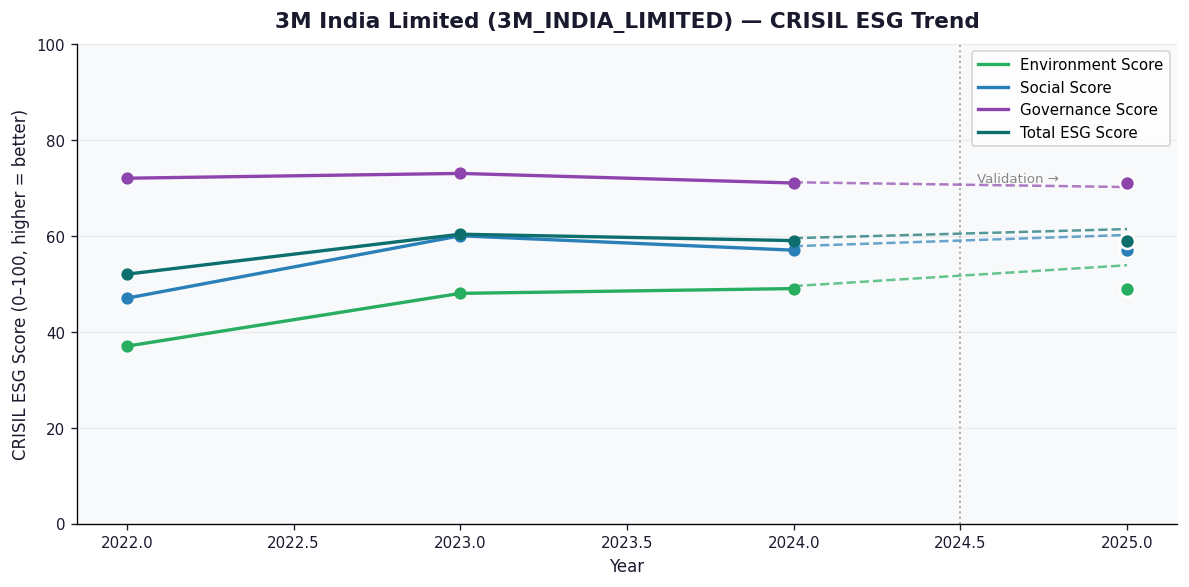 3M India Limited (3M_INDIA_LIMITED) — CRISIL ESG Trend
CRISIL ESG Score (0–100, higher = better)
100
80
60
40
20
0
Environment Score
Social Score
Governance Score
Total ESG Score
Validation →
2022.0
2022.5
2023.0
2023.5
2024.0
2024.5
2025.0
Year